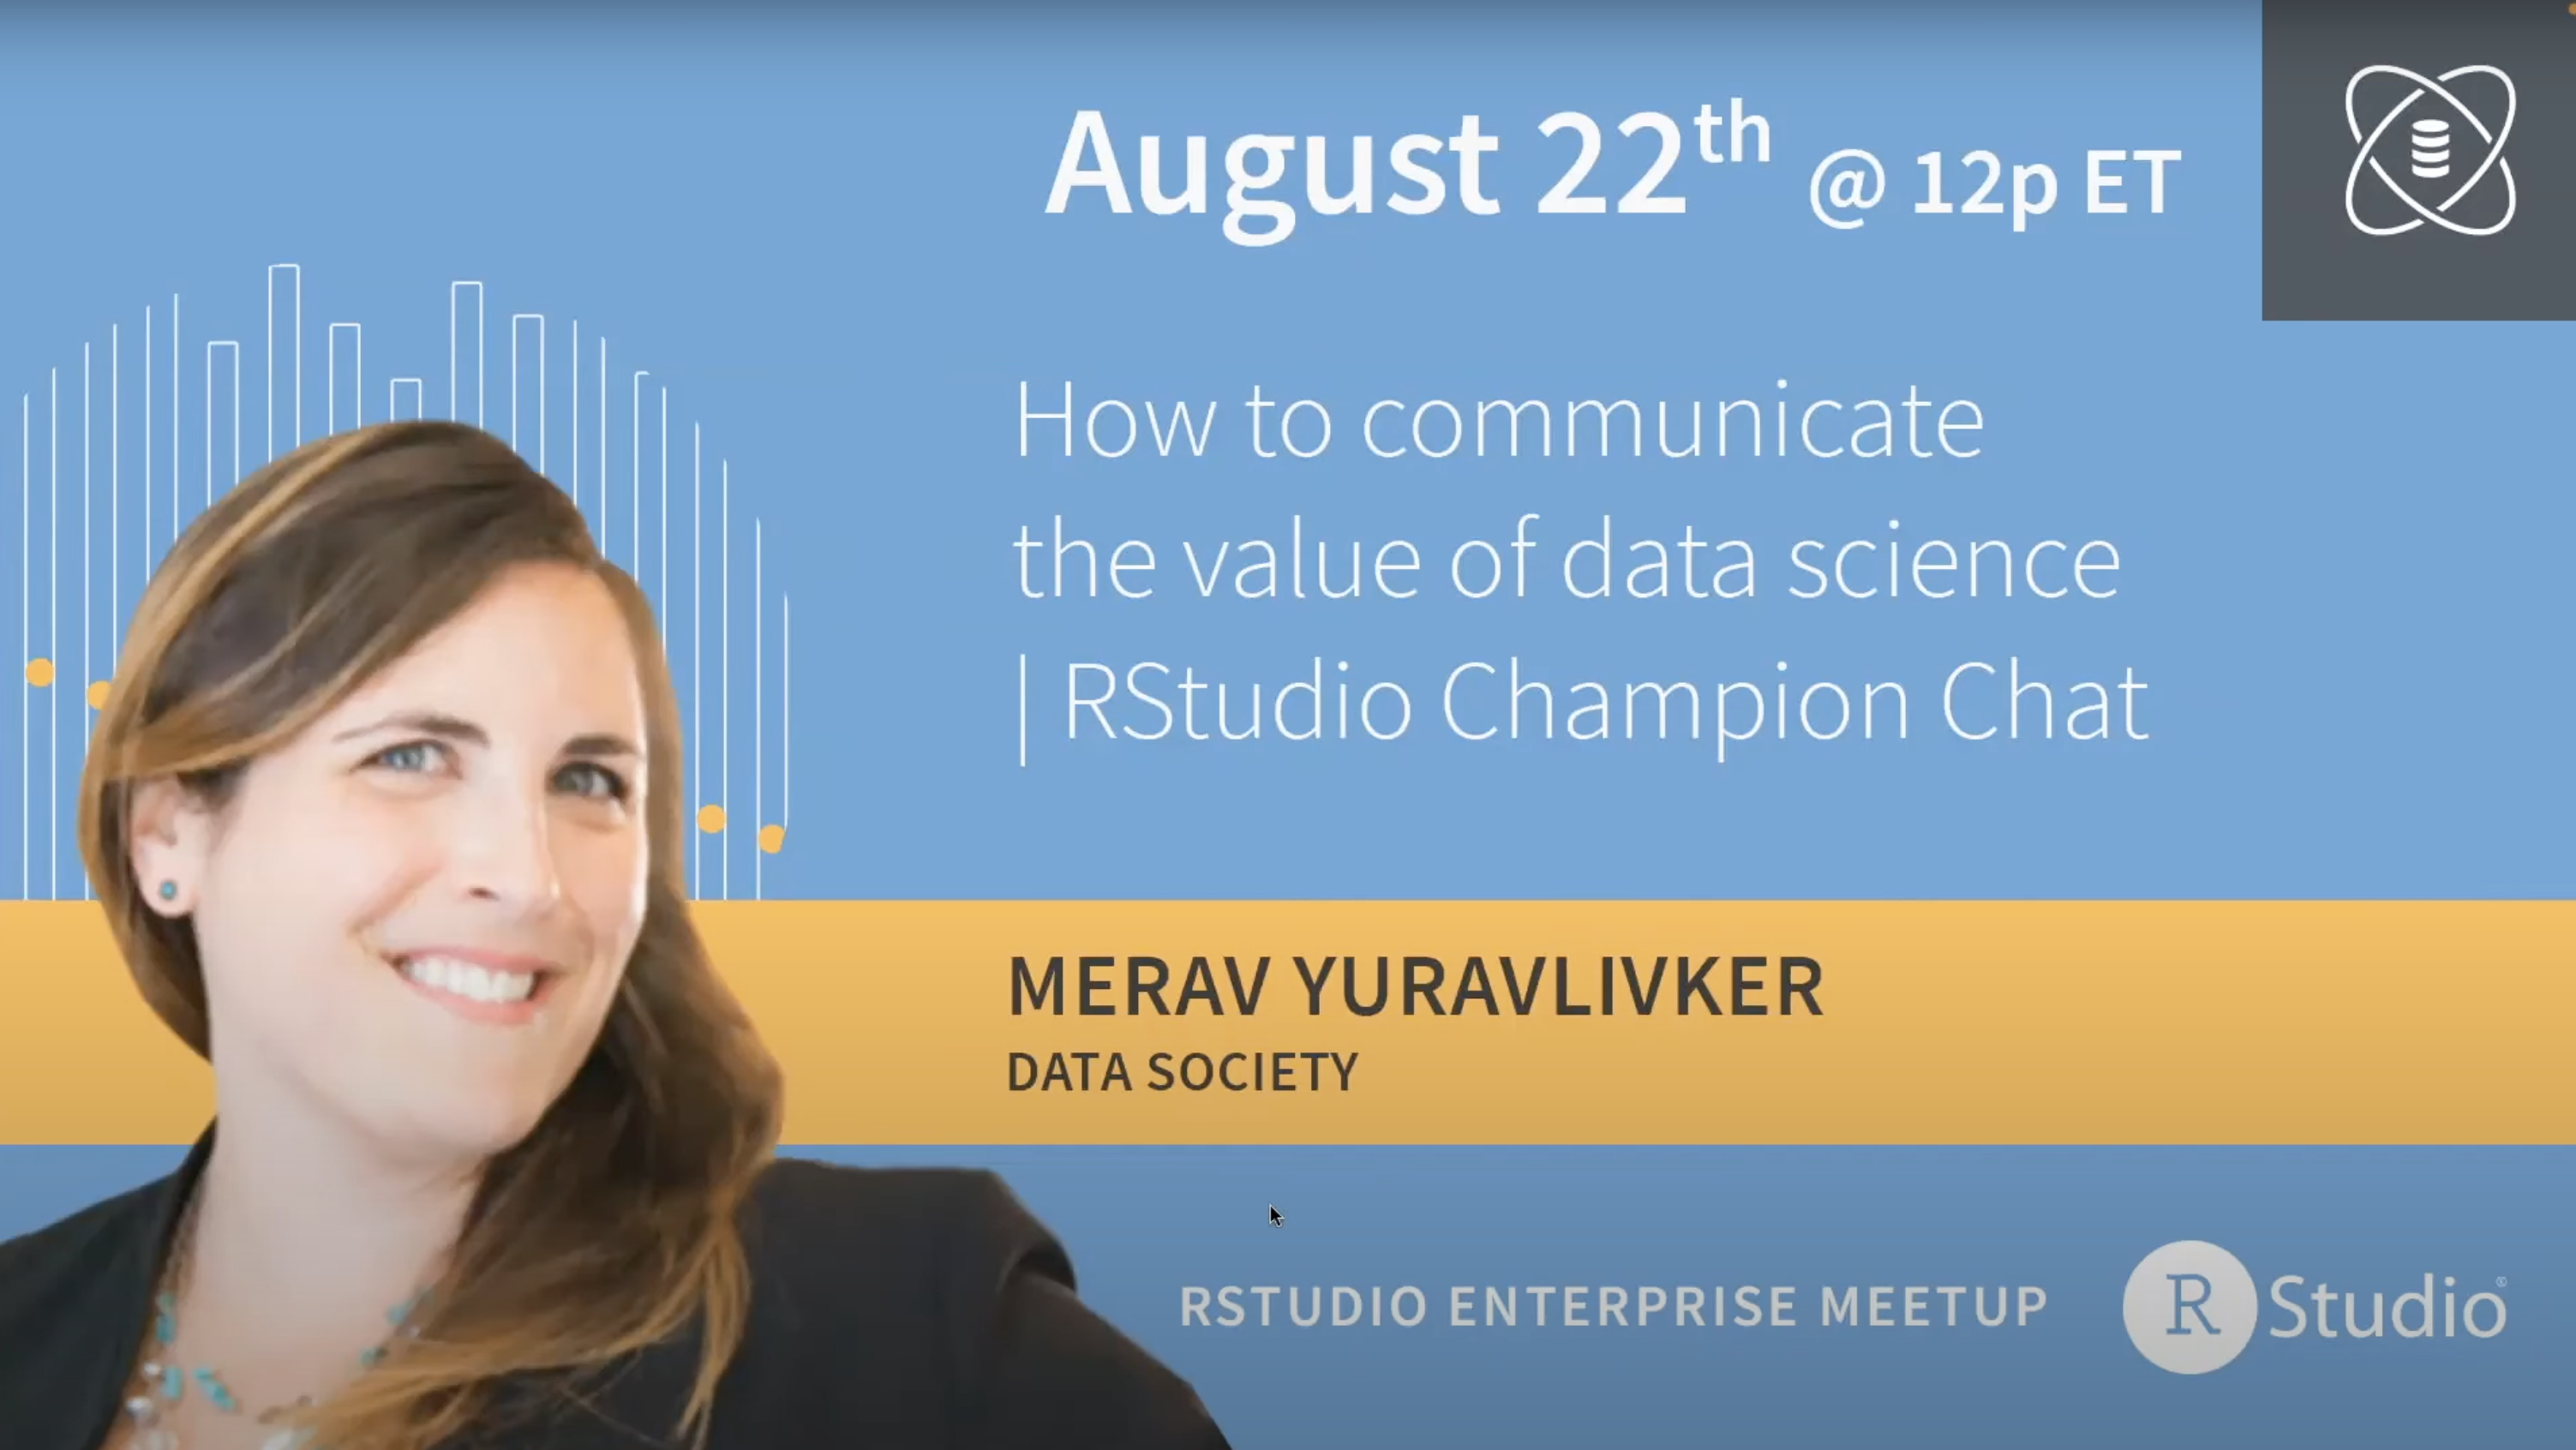 August 22th @ 12p ET
How to communicate
the value of data science
| RStudio Champion Chat
MERAV YURAVLIVKER
DATA SOCIETY
RSTUDIO ENTERPRISE MEETUP
R Studio®